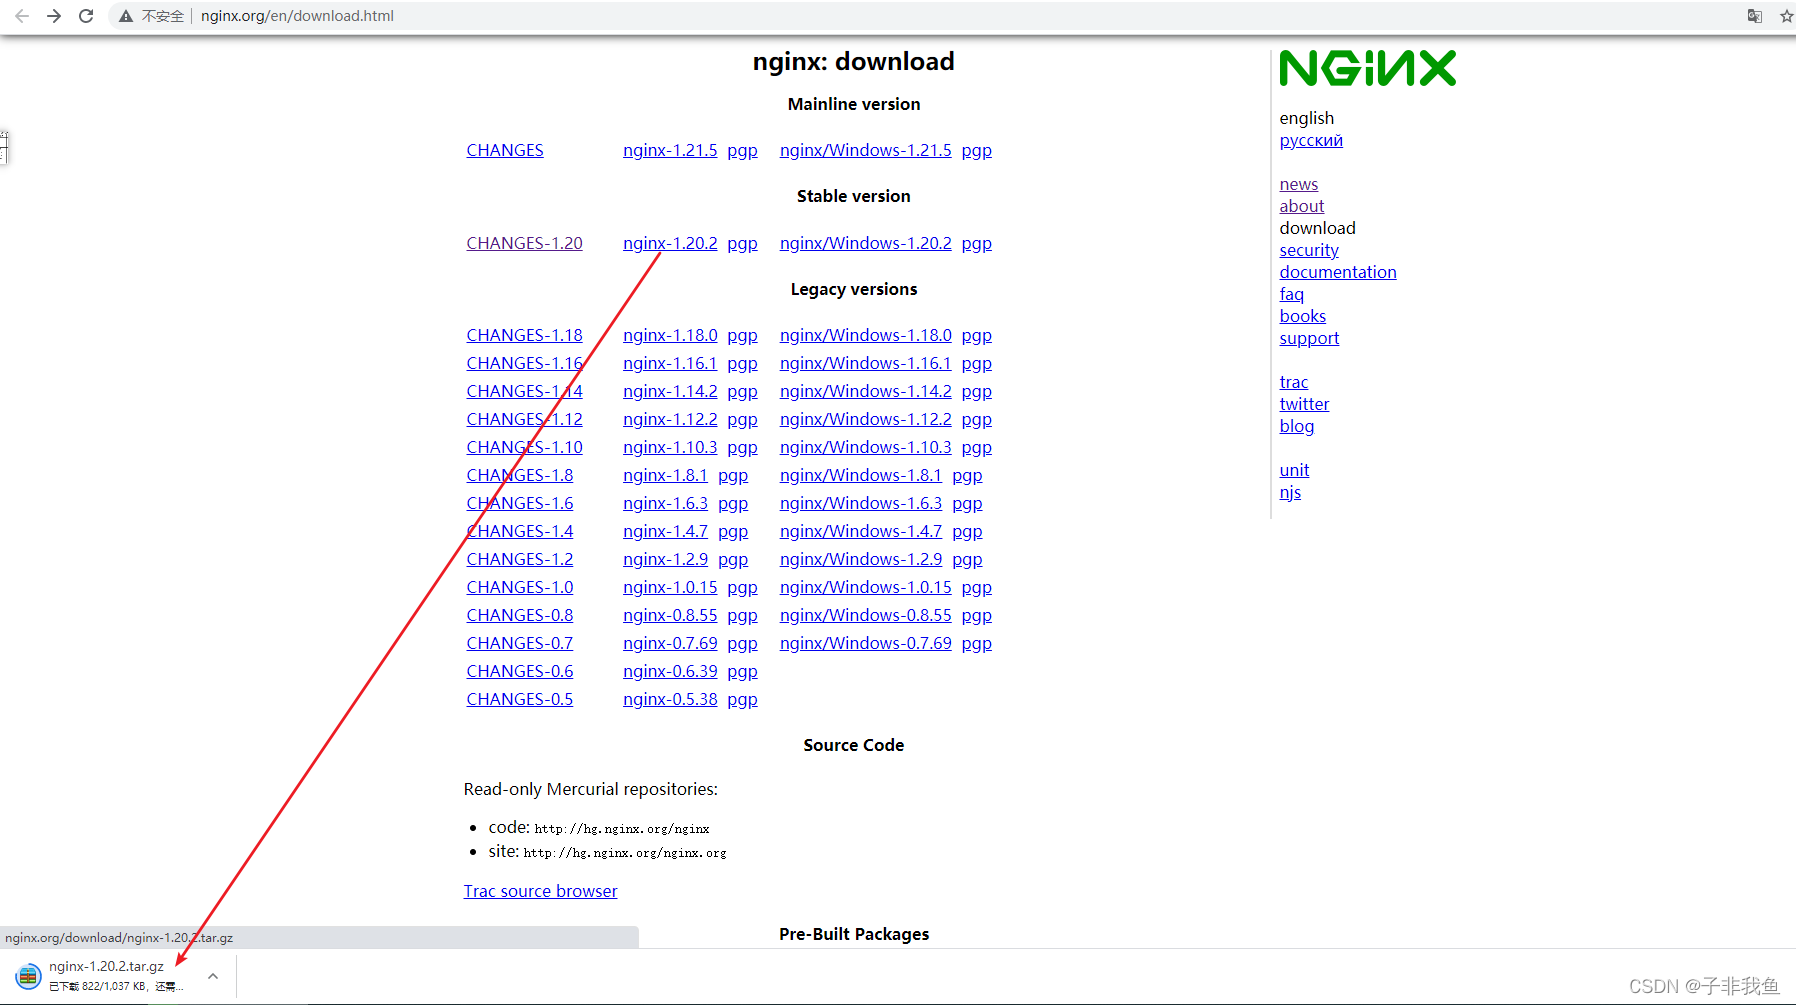 不安全 | nginx.org/en/download.html
nginx: download
Mainline version
CHANGES nginx-1.21.5 pgp nginx/Windows-1.21.5 pgp
Stable version
CHANGES-1.20 nginx-1.20.2 pgp nginx/Windows-1.20.2 pgp
Legacy versions
CHANGES-1.18 nginx-1.18.0 pgp nginx/Windows-1.18.0 pgp
CHANGES-1.16 nginx-1.16.1 pgp nginx/Windows-1.16.1 pgp
CHANGES-1.14 nginx-1.14.2 pgp nginx/Windows-1.14.2 pgp
CHANGES-1.12 nginx-1.12.2 pgp nginx/Windows-1.12.2 pgp
CHANGES-1.10 nginx-1.10.3 pgp nginx/Windows-1.10.3 pgp
CHANGES-1.8 nginx-1.8.1 pgp nginx/Windows-1.8.1 pgp
CHANGES-1.6 nginx-1.6.3 pgp nginx/Windows-1.6.3 pgp
CHANGES-1.4 nginx-1.4.7 pgp nginx/Windows-1.4.7 pgp
CHANGES-1.2 nginx-1.2.9 pgp nginx/Windows-1.2.9 pgp
CHANGES-1.0 nginx-1.0.15 pgp nginx/Windows-1.0.15 pgp
CHANGES-0.8 nginx-0.8.55 pgp nginx/Windows-0.8.55 pgp
CHANGES-0.7 nginx-0.7.69 pgp nginx/Windows-0.7.69 pgp
CHANGES-0.6 nginx-0.6.39 pgp
CHANGES-0.5 nginx-0.5.38 pgp
Source Code
Read-only Mercurial repositories:
• code: http://hg.nginx.org/nginx
• site: http://hg.nginx.org/nginx.org
Trac source browser
Pre-Built Packages
NGINX
english
русский
news
about
download
security
documentation
faq
books
support
trac
twitter
blog
unit
njs
nginx.org/download/nginx-1.20.2.tar.gz
nginx-1.20.2.tar.gz
已下载 822/1,037 KB，还需...
CSDN @子非我鱼